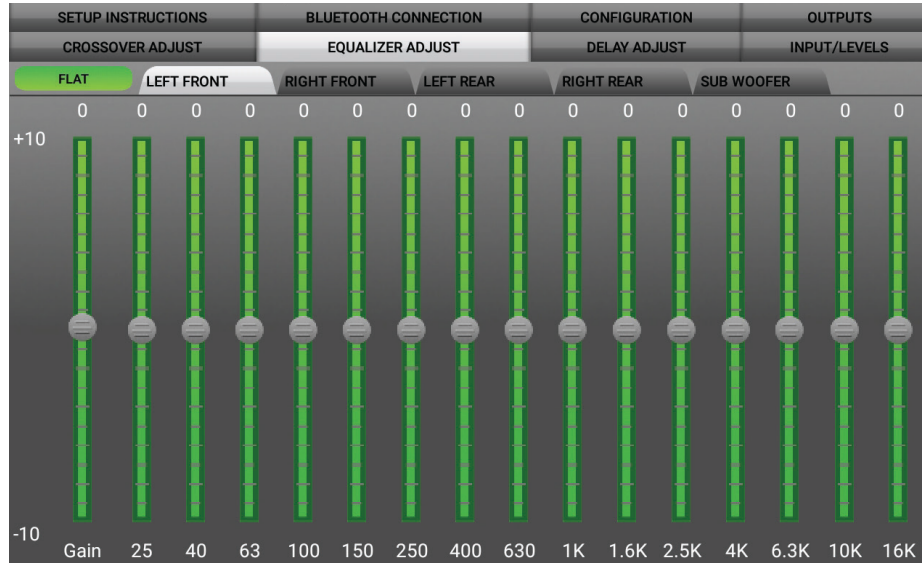 SETUP INSTRUCTIONS BLUETOOTH CONNECTION CONFIGURATION OUTPUTS
CROSSOVER ADJUST EQUALIZER ADJUST DELAY ADJUST INPUT/LEVELS
FLAT LEFT FRONT RIGHT FRONT LEFT REAR RIGHT REAR SUB WOOFER
0 0 0 0 0 0 0 0 0 0 0 0 0 0 0 0
+10
-10
Gain 25 40 63 100 150 250 400 630 1K 1.6K 2.5K 4K 6.3K 10K 16K